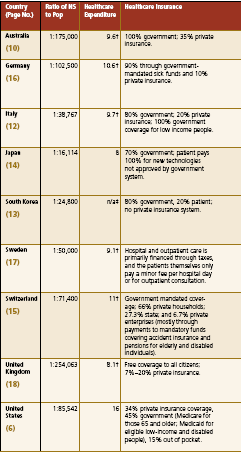 Country (Page No.) Ratio of NS to Pop Healthcare Expenditure Healthcare Insurance
Australia (10) 1:175,000 9.6† 100% government; 35% private
insurance.
Germany (16) 1:102,500 10.6† 90% through government-
mandated sick funds and 10%
private insurance.
Italy (12) 1:38,767 9.7† 80% government; 20% private
insurance; 100% government
coverage for low income people.
Japan (14) 1:16,114 8 70% government; patient pays
100% for new technologies
not approved by government
system.
South Korea (13) 1:24,800 n/a‡ 80% government, 20% patient;
no private insurance system.
Sweden (17) 1:50,000 9.1† Hospital and outpatient care is
primarily financed through taxes,
and the patients themselves only
pay a minor fee per hospital day
or for outpatient consultation.
Switzerland (15) 1:71,400 11† Government mandated cover-
age; 66% private households;
27.3% state; and 6.7% private
enterprises (mostly through
payments to mandatory funds
covering accident insurance and
pensions for elderly and disabled
individuals).
United Kingdom (18) 1:254,063 8.1† Free coverage to all citizens;
7%–20% private insurance.
United States (6) 1:85,542 16 34% private insurance coverage,
45% government (Medicare for
those 65 and older; Medicaid for
eligible low-income and disabled
people), 15% out of pocket.